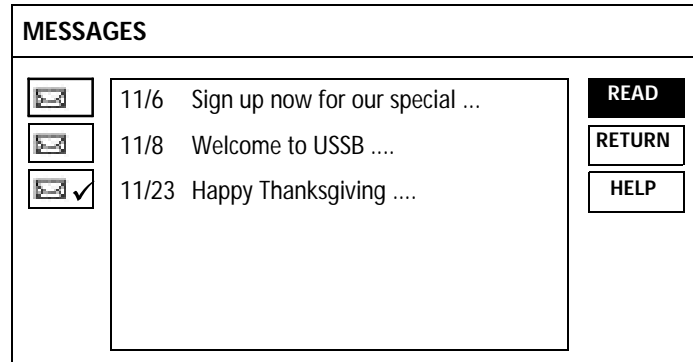 MESSAGES
11/6 Sign up now for our special ... READ
11/8 Welcome to USSB .... RETURN
✓ 11/23 Happy Thanksgiving .... HELP